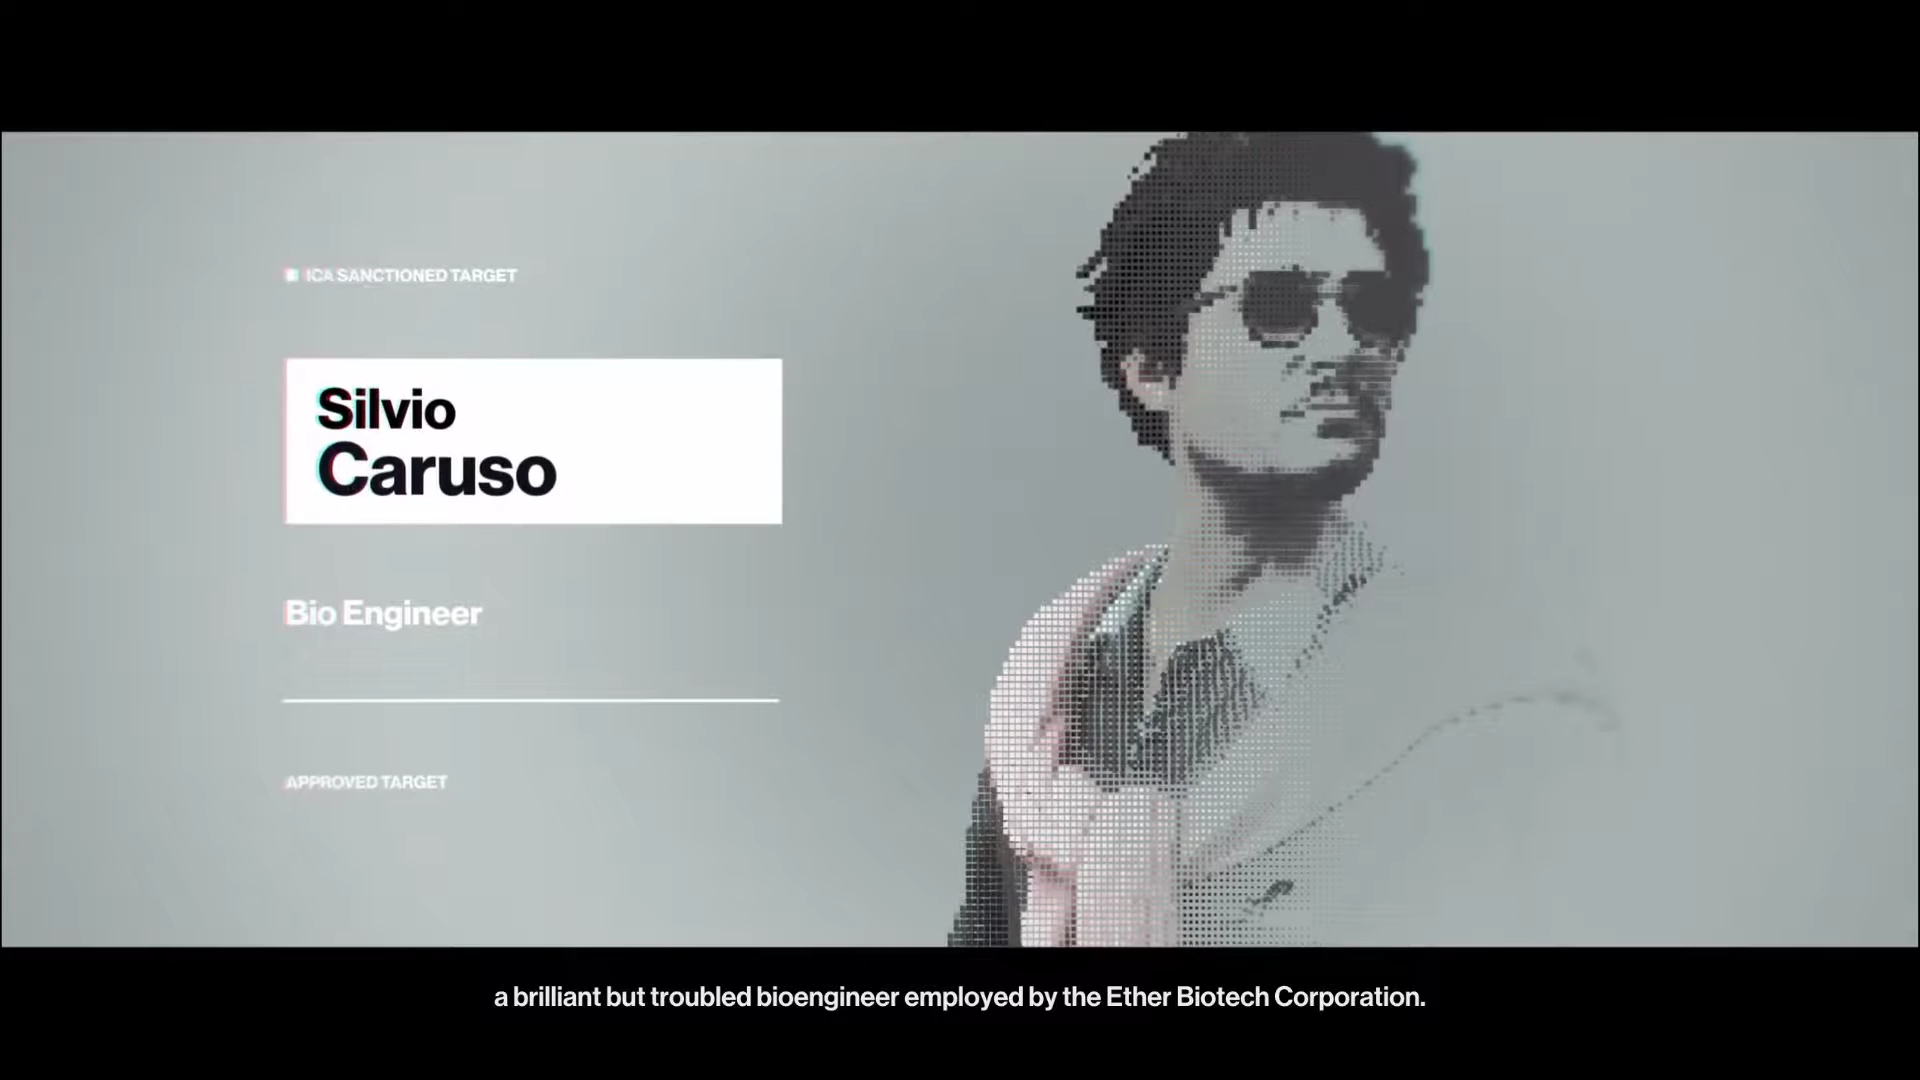 ICA SANCTIONED TARGET
Silvio
Caruso
Bio Engineer
APPROVED TARGET
a brilliant but troubled bioengineer employed by the Ether Biotech Corporation.